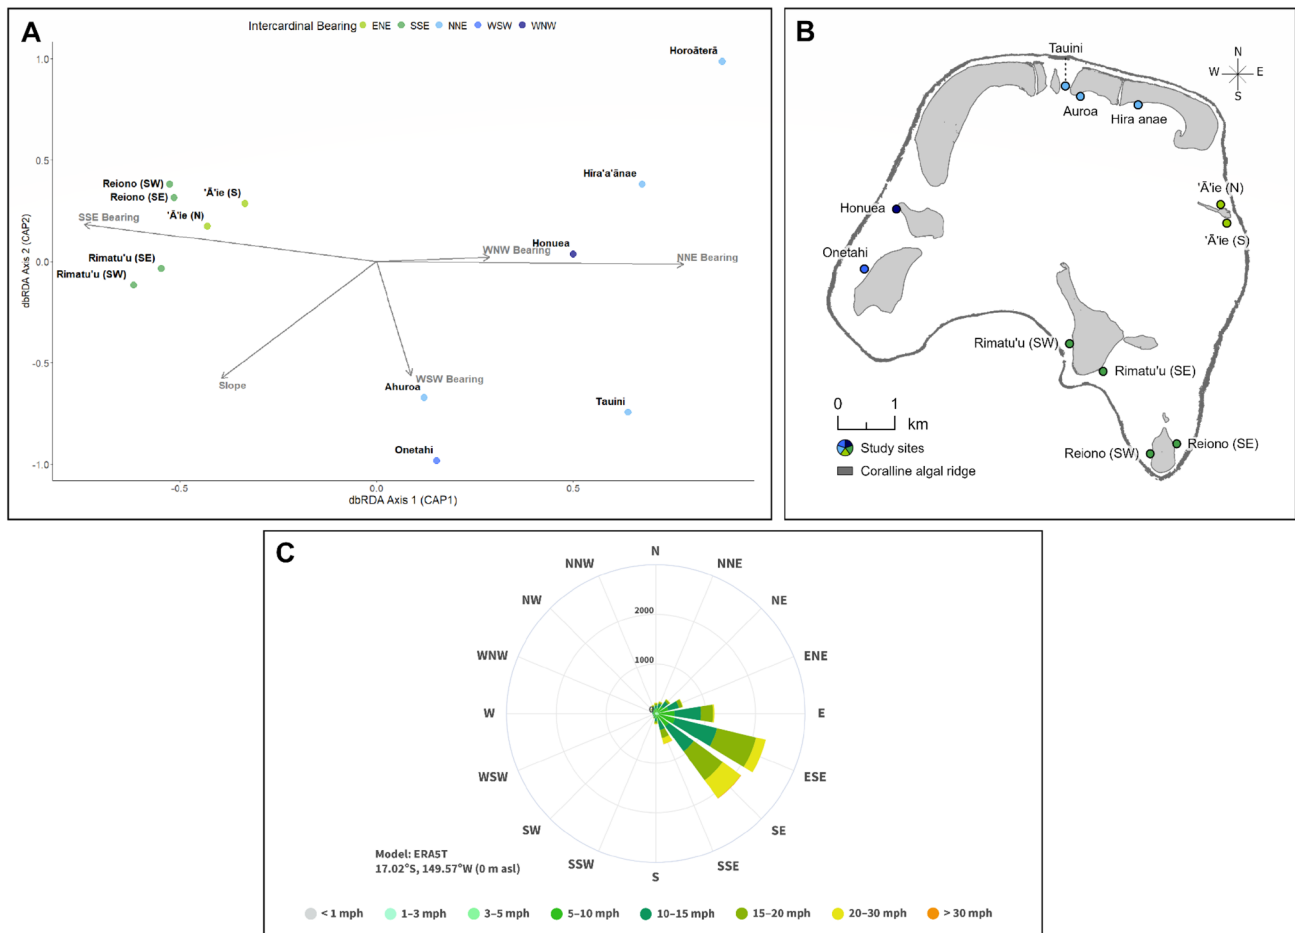 A
Intercardinal Bearing ENE SSE NNE WSW WNW
Horoāterā
1.0
0.5
0.0
-0.5
-1.0
dbRDA Axis 2 (CAP2)
Hira'a'ānae
Reiono (SW)
Reiono (SE)
'Ā'ie (S)
'Ā'ie (N)
SSE Bearing
Honuea
WNW Bearing
NNE Bearing
Rimatu'u (SE)
Rimatu'u (SW)
Slope
WSW Bearing
Ahuroa
Tauini
Onetahi
-0.5
0.0
0.5
dbRDA Axis 1 (CAP1)
B
Tauini
N
W E
S
Auroa
Hira anae
'Ā'ie (N)
'Ā'ie (S)
Honuea
Onetahi
Rimatu'u (SW)
Rimatu'u (SE)
0 1
km
Study sites
Coralline algal ridge
Reiono (SW)
Reiono (SE)
C
N
NNW
NNE
NW
NE
WNW
ENE
W
E
WSW
ESE
SW
SE
SSW
SSE
S
2000
1000
0
Model: ERA5T
17.02°S, 149.57°W (0 m asl)
< 1 mph 1–3 mph 3–5 mph 5–10 mph 10–15 mph 15–20 mph 20–30 mph > 30 mph